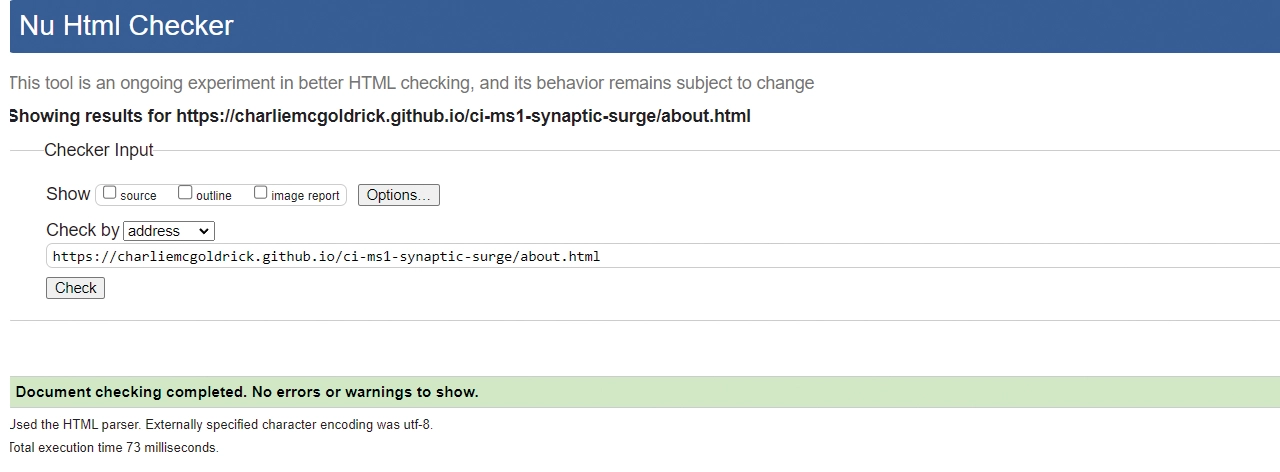 Nu Html Checker
This tool is an ongoing experiment in better HTML checking, and its behavior remains subject to change
Showing results for https://charliemcgoldrick.github.io/ci-ms1-synaptic-surge/about.html
Checker Input
Show source outline image report Options...
Check by address
https://charliemcgoldrick.github.io/ci-ms1-synaptic-surge/about.html
Check
Document checking completed. No errors or warnings to show.
Used the HTML parser. Externally specified character encoding was utf-8.
Total execution time 73 milliseconds.